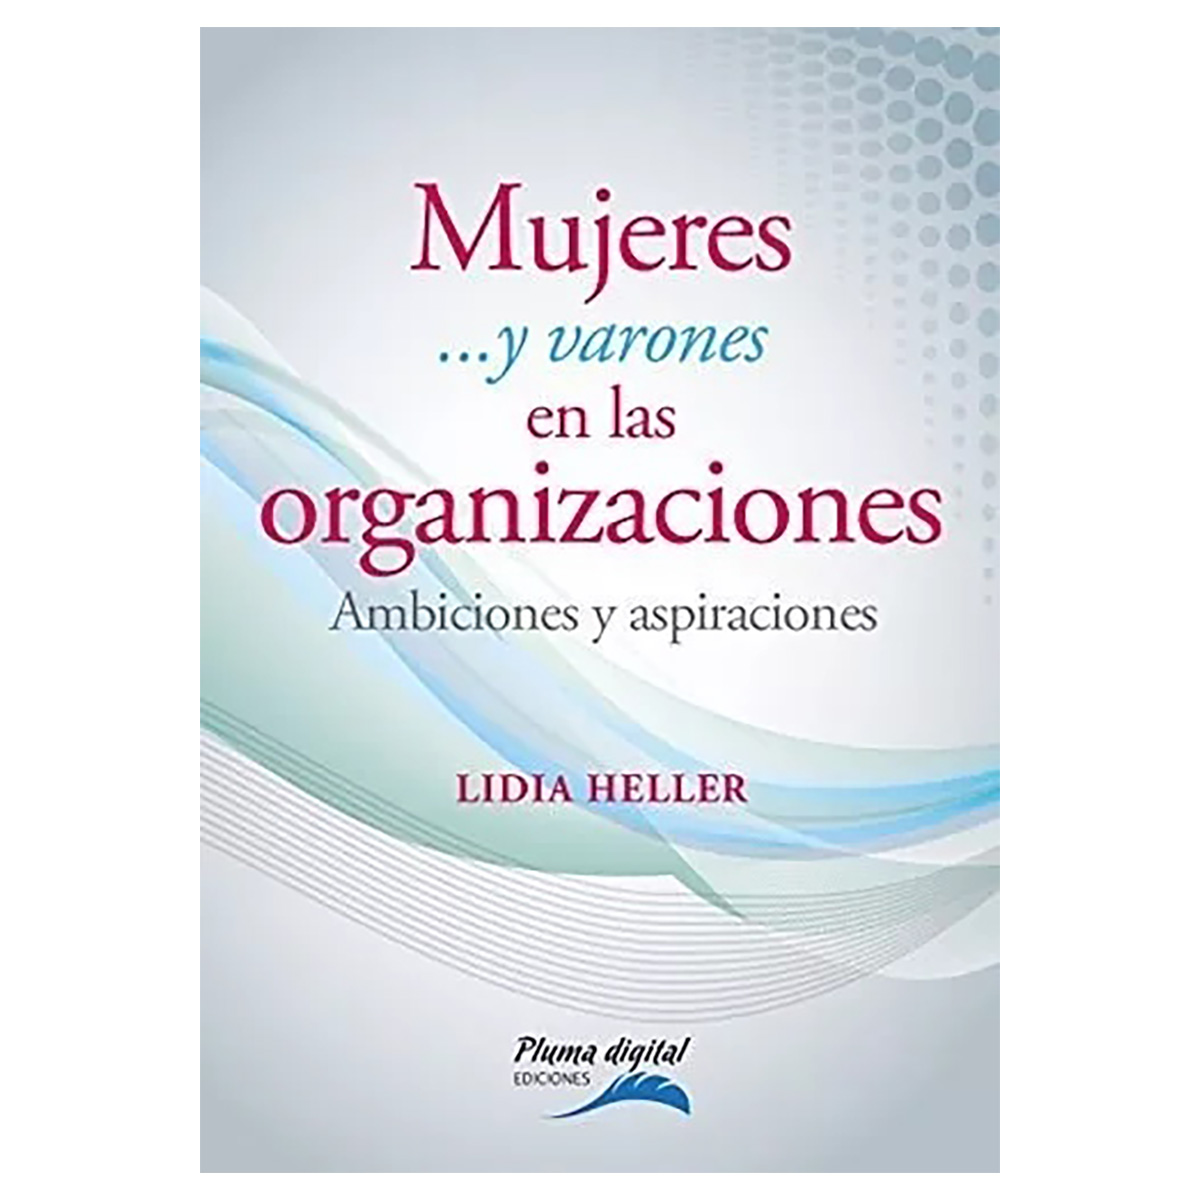 Mujeres
...y varones
en las
organizaciones
Ambiciones y aspiraciones
LIDIA HELLER
Pluma digital
EDICIONES